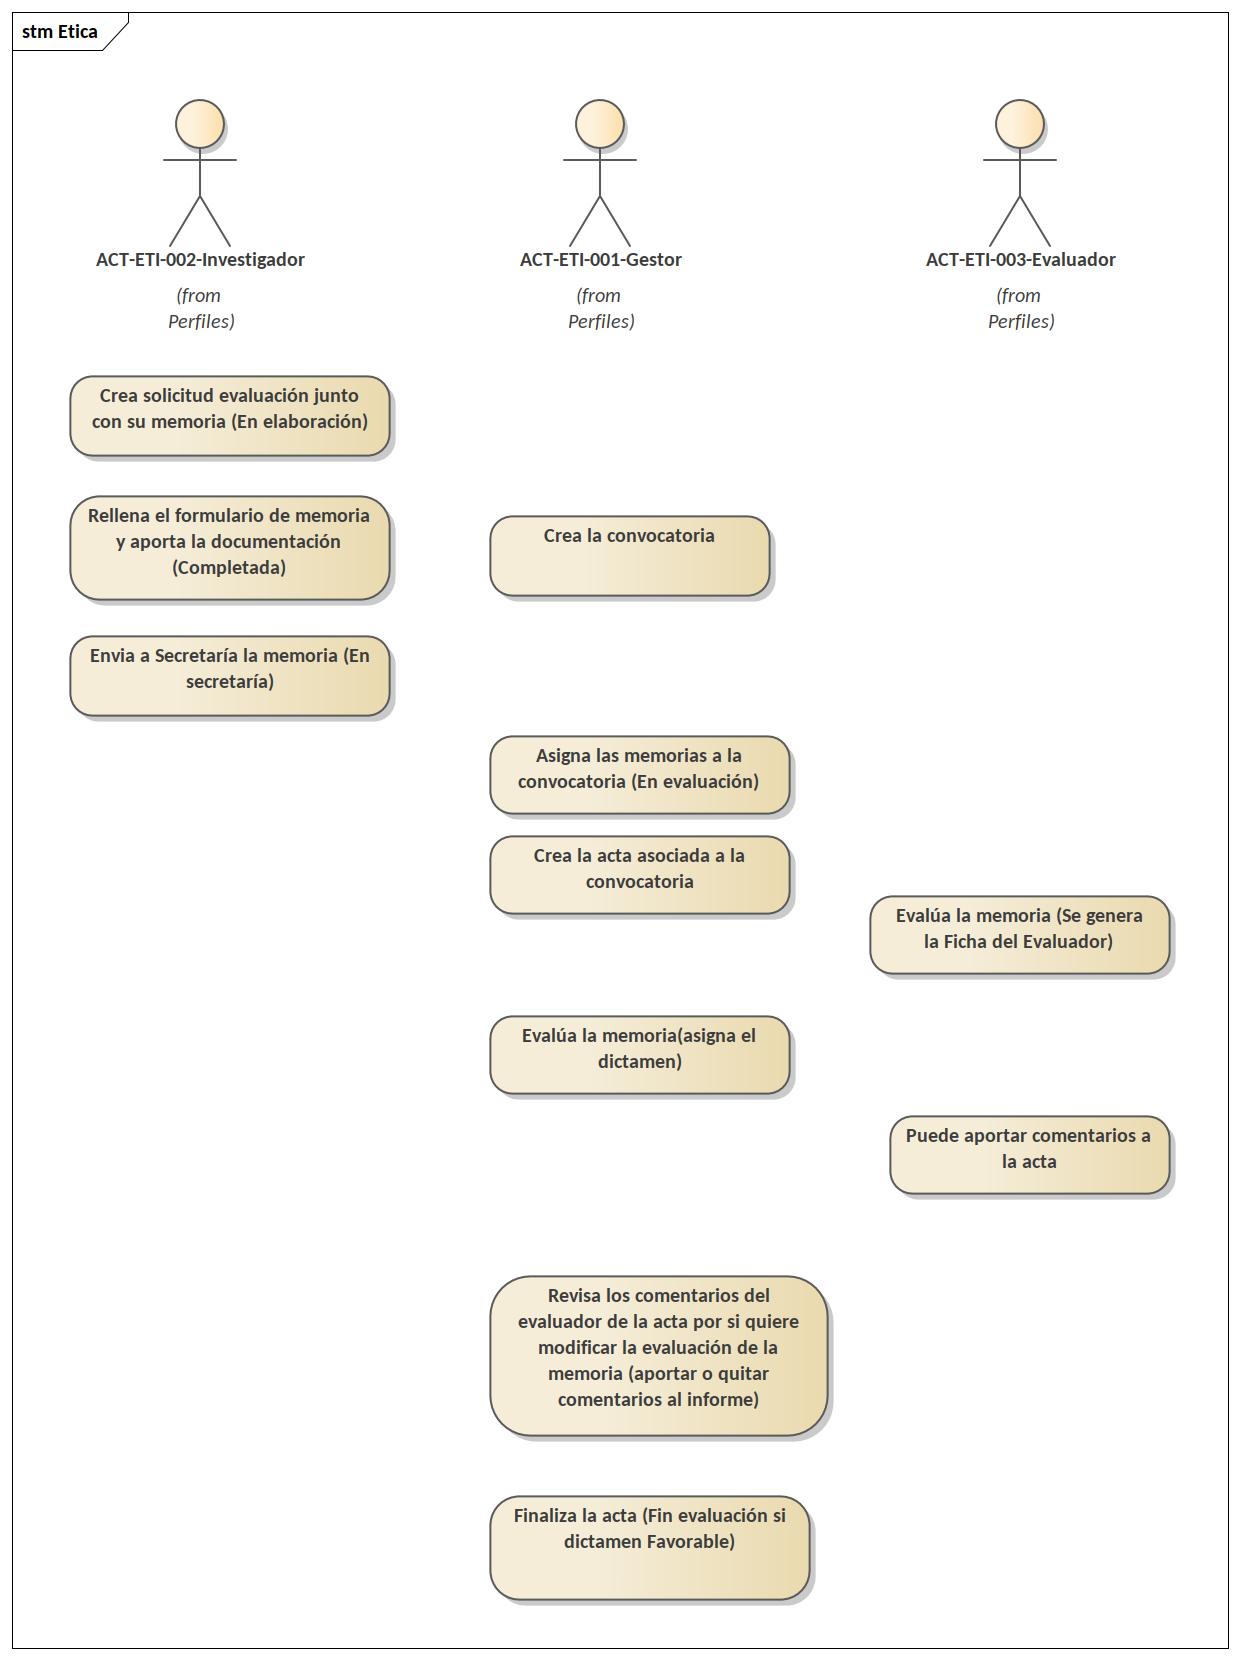 stm Etica
ACT-ETI-002-Investigador
(from
Perfiles)
ACT-ETI-001-Gestor
(from
Perfiles)
ACT-ETI-003-Evaluador
(from
Perfiles)
Crea solicitud evaluación junto
con su memoria (En elaboración)
Rellena el formulario de memoria
y aporta la documentación
(Completada)
Crea la convocatoria
Envia a Secretaría la memoria (En
secretaría)
Asigna las memorias a la
convocatoria (En evaluación)
Crea la acta asociada a la
convocatoria
Evalúa la memoria (Se genera
la Ficha del Evaluador)
Evalúa la memoria(asigna el
dictamen)
Puede aportar comentarios a
la acta
Revisa los comentarios del
evaluador de la acta por si quiere
modificar la evaluación de la
memoria (aportar o quitar
comentarios al informe)
Finaliza la acta (Fin evaluación si
dictamen Favorable)